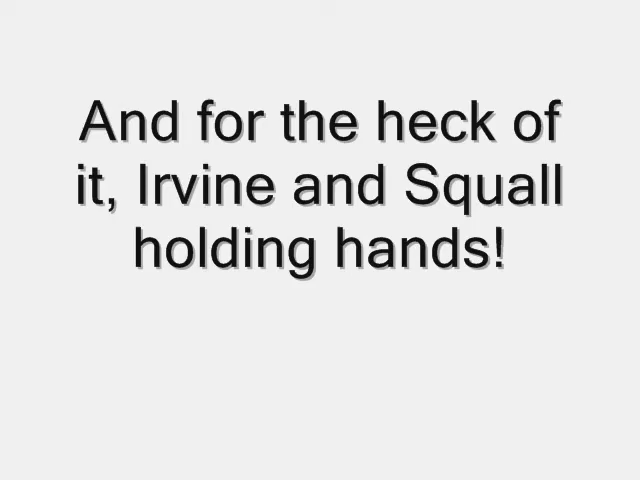 And for the heck of
it, Irvine and Squall
holding hands!